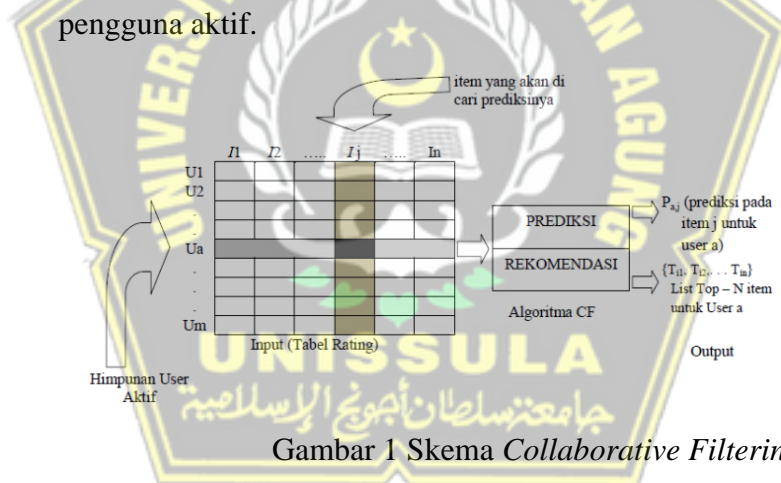 pengguna aktif.
item yang akan di
cari prediksinya
I1 I2 ..... I j ..... In
U1
U2
.
.
Ua
.
.
.
Um
Input (Tabel Rating)
Himpunan User
Aktif
PREDIKSI
REKOMENDASI
Algoritma CF
Pa,j (prediksi pada
item j untuk
user a)
{Ti1, Ti2,. . . Tin}
List Top – N item
untuk User a
Output
UNISSULA
جامعة سلطان أجونج الإسلامية
Gambar 1 Skema Collaborative Filterin